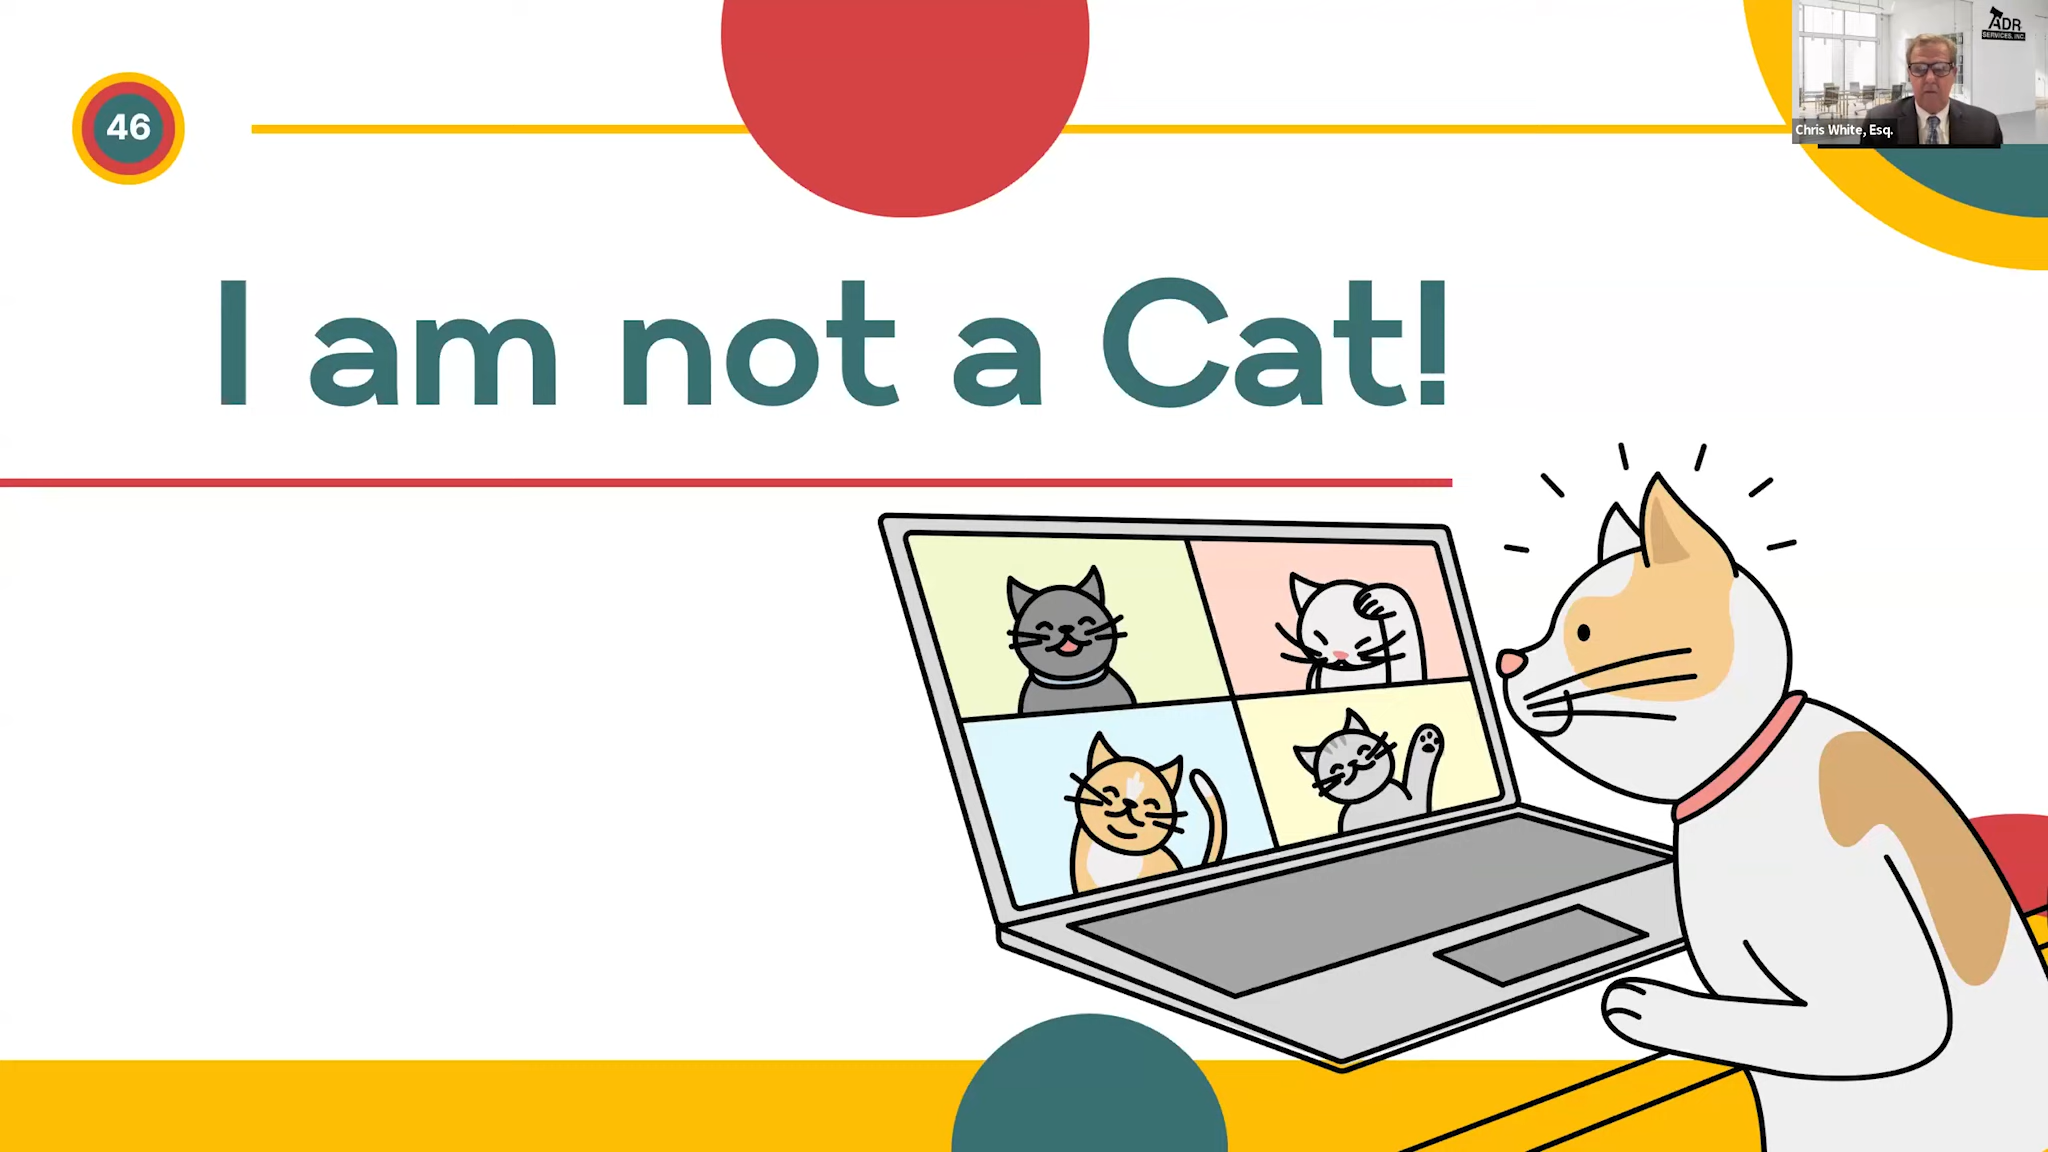 46
I am not a Cat!
ADR
SERVICES, INC.
Chris White, Esq.